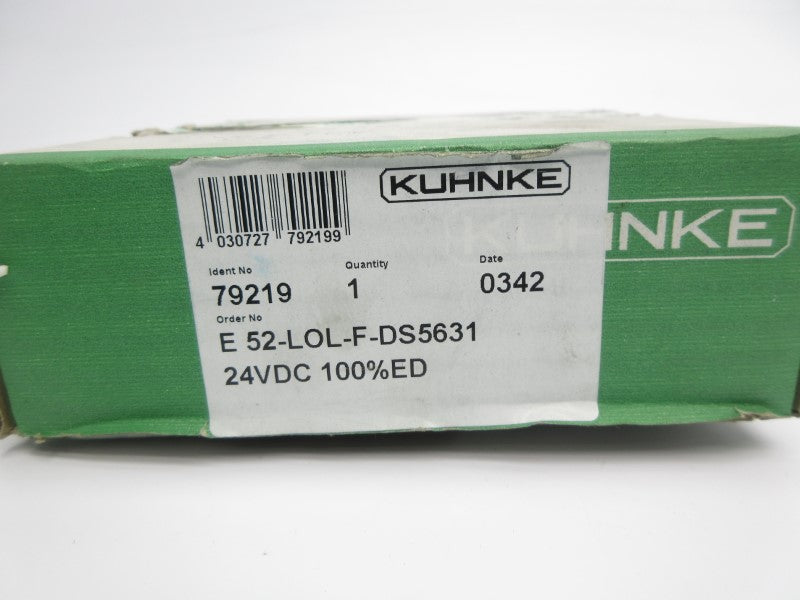 KUHNKE
KUHNKE
4 030727 792199
Ident No
Quantity
Date
79219
1
0342
Order No
E 52-LOL-F-DS5631
24VDC 100%ED